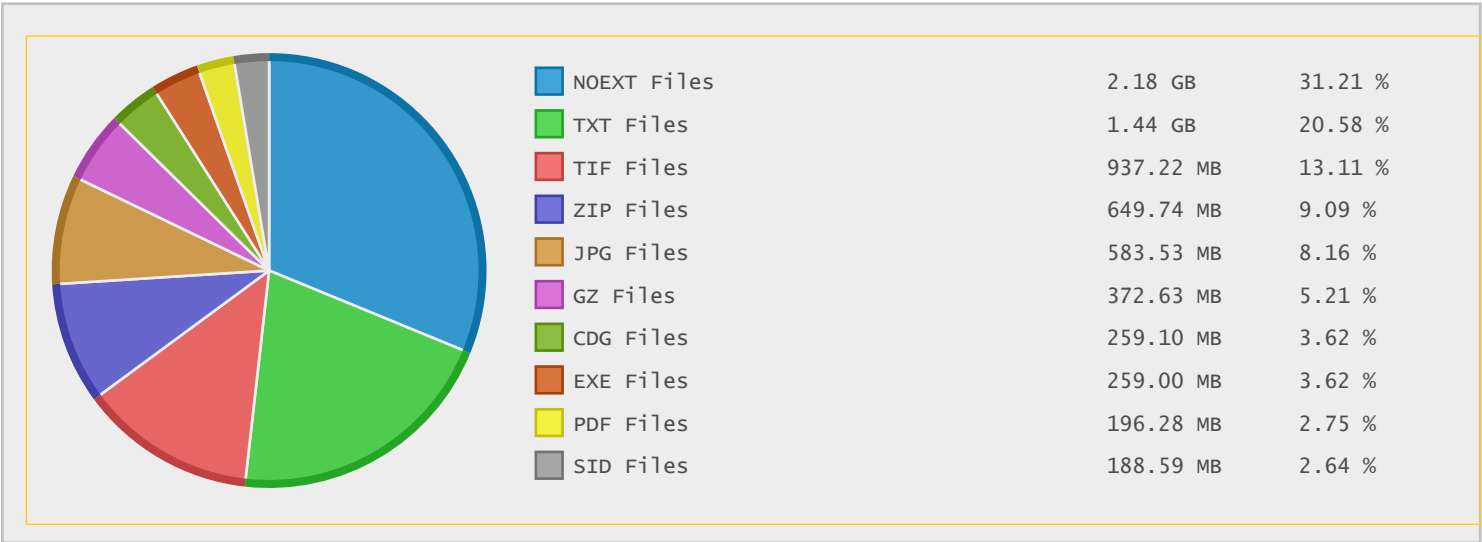 NOEXT Files 2.18 GB 31.21 %
TXT Files 1.44 GB 20.58 %
TIF Files 937.22 MB 13.11 %
ZIP Files 649.74 MB 9.09 %
JPG Files 583.53 MB 8.16 %
GZ Files 372.63 MB 5.21 %
CDG Files 259.10 MB 3.62 %
EXE Files 259.00 MB 3.62 %
PDF Files 196.28 MB 2.75 %
SID Files 188.59 MB 2.64 %